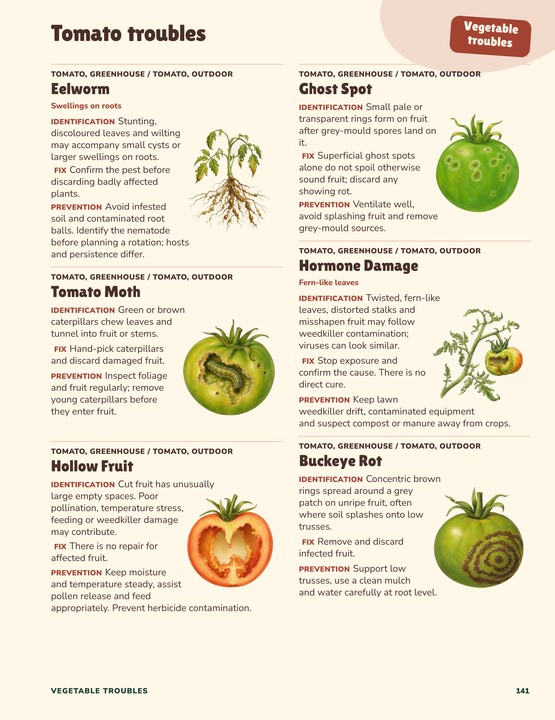 Tomato troubles
Vegetable
troubles
TOMATO, GREENHOUSE / TOMATO, OUTDOOR
Eelworm
Swellings on roots
IDENTIFICATION Stunting,
discoloured leaves and wilting
may accompany small cysts or
larger swellings on roots.
FIX Confirm the pest before
discarding badly affected
plants.
PREVENTION Avoid infested
soil and contaminated root
balls. Identify the nematode
before planning a rotation; hosts
and persistence differ.
TOMATO, GREENHOUSE / TOMATO, OUTDOOR
Tomato Moth
IDENTIFICATION Green or brown
caterpillars chew leaves and
tunnel into fruit or stems.
FIX Hand-pick caterpillars
and discard damaged fruit.
PREVENTION Inspect foliage
and fruit regularly; remove
young caterpillars before
they enter fruit.
TOMATO, GREENHOUSE / TOMATO, OUTDOOR
Hollow Fruit
IDENTIFICATION Cut fruit has unusually
large empty spaces. Poor
pollination, temperature stress,
feeding or weedkiller damage
may contribute.
FIX There is no repair for
affected fruit.
PREVENTION Keep moisture
and temperature steady, assist
pollen release and feed
appropriately. Prevent herbicide contamination.
TOMATO, GREENHOUSE / TOMATO, OUTDOOR
Ghost Spot
IDENTIFICATION Small pale or
transparent rings form on fruit
after grey-mould spores land on
it.
FIX Superficial ghost spots
alone do not spoil otherwise
sound fruit; discard any
showing rot.
PREVENTION Ventilate well,
avoid splashing fruit and remove
grey-mould sources.
TOMATO, GREENHOUSE / TOMATO, OUTDOOR
Hormone Damage
Fern-like leaves
IDENTIFICATION Twisted, fern-like
leaves, distorted stalks and
misshapen fruit may follow
weedkiller contamination;
viruses can look similar.
FIX Stop exposure and
confirm the cause. There is no
direct cure.
PREVENTION Keep lawn
weedkiller drift, contaminated equipment
and suspect compost or manure away from crops.
TOMATO, GREENHOUSE / TOMATO, OUTDOOR
Buckeye Rot
IDENTIFICATION Concentric brown
rings spread around a grey
patch on unripe fruit, often
where soil splashes onto low
trusses.
FIX Remove and discard
infected fruit.
PREVENTION Support low
trusses, use a clean mulch
and water carefully at root level.
VEGETABLE TROUBLES
141